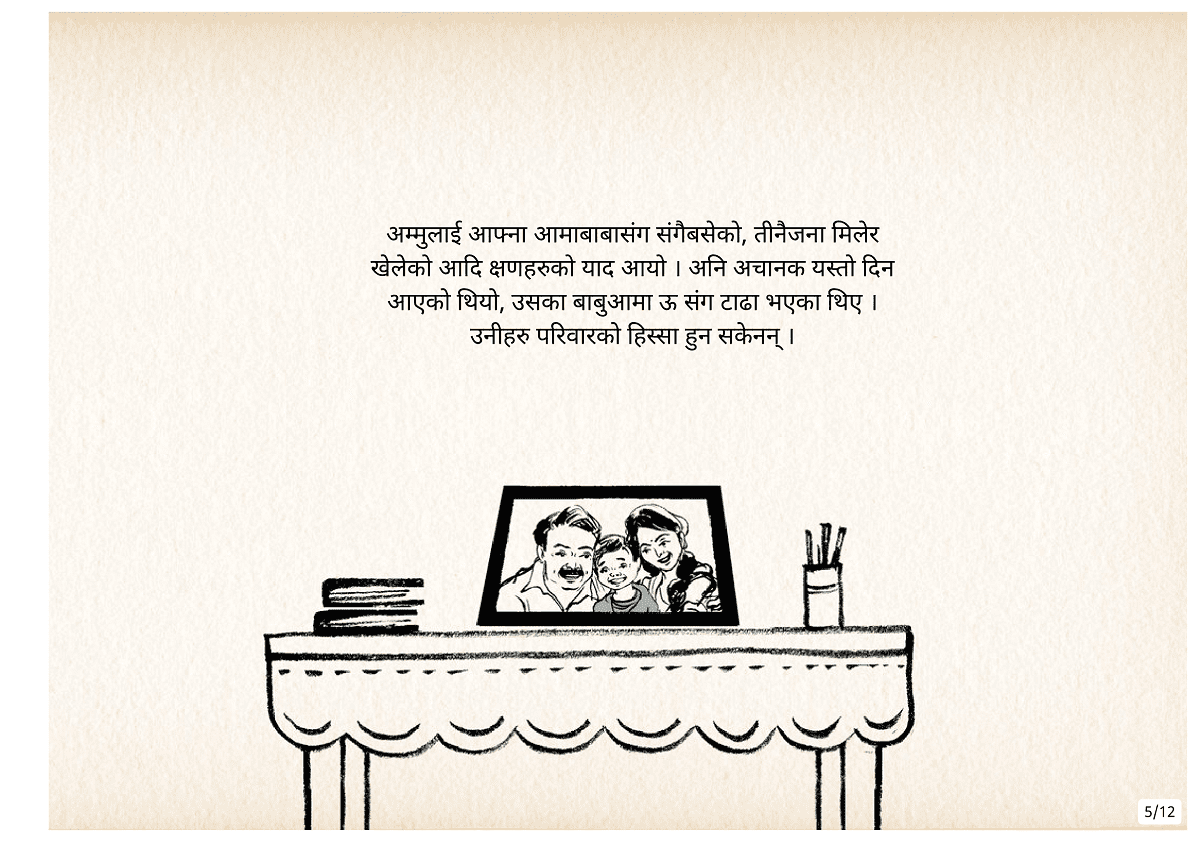 अम्मुलाई आफ्ना आमाबाबासंग संगैबसेको, तीनैजना मिलेर
खेलेको आदि क्षणहरुको याद आयो । अनि अचानक यस्तो दिन
आएको थियो, उसका बाबुआमा ऊ संग टाढा भएका थिए ।
उनीहरु परिवारको हिस्सा हुन सकेनन् ।
5/12